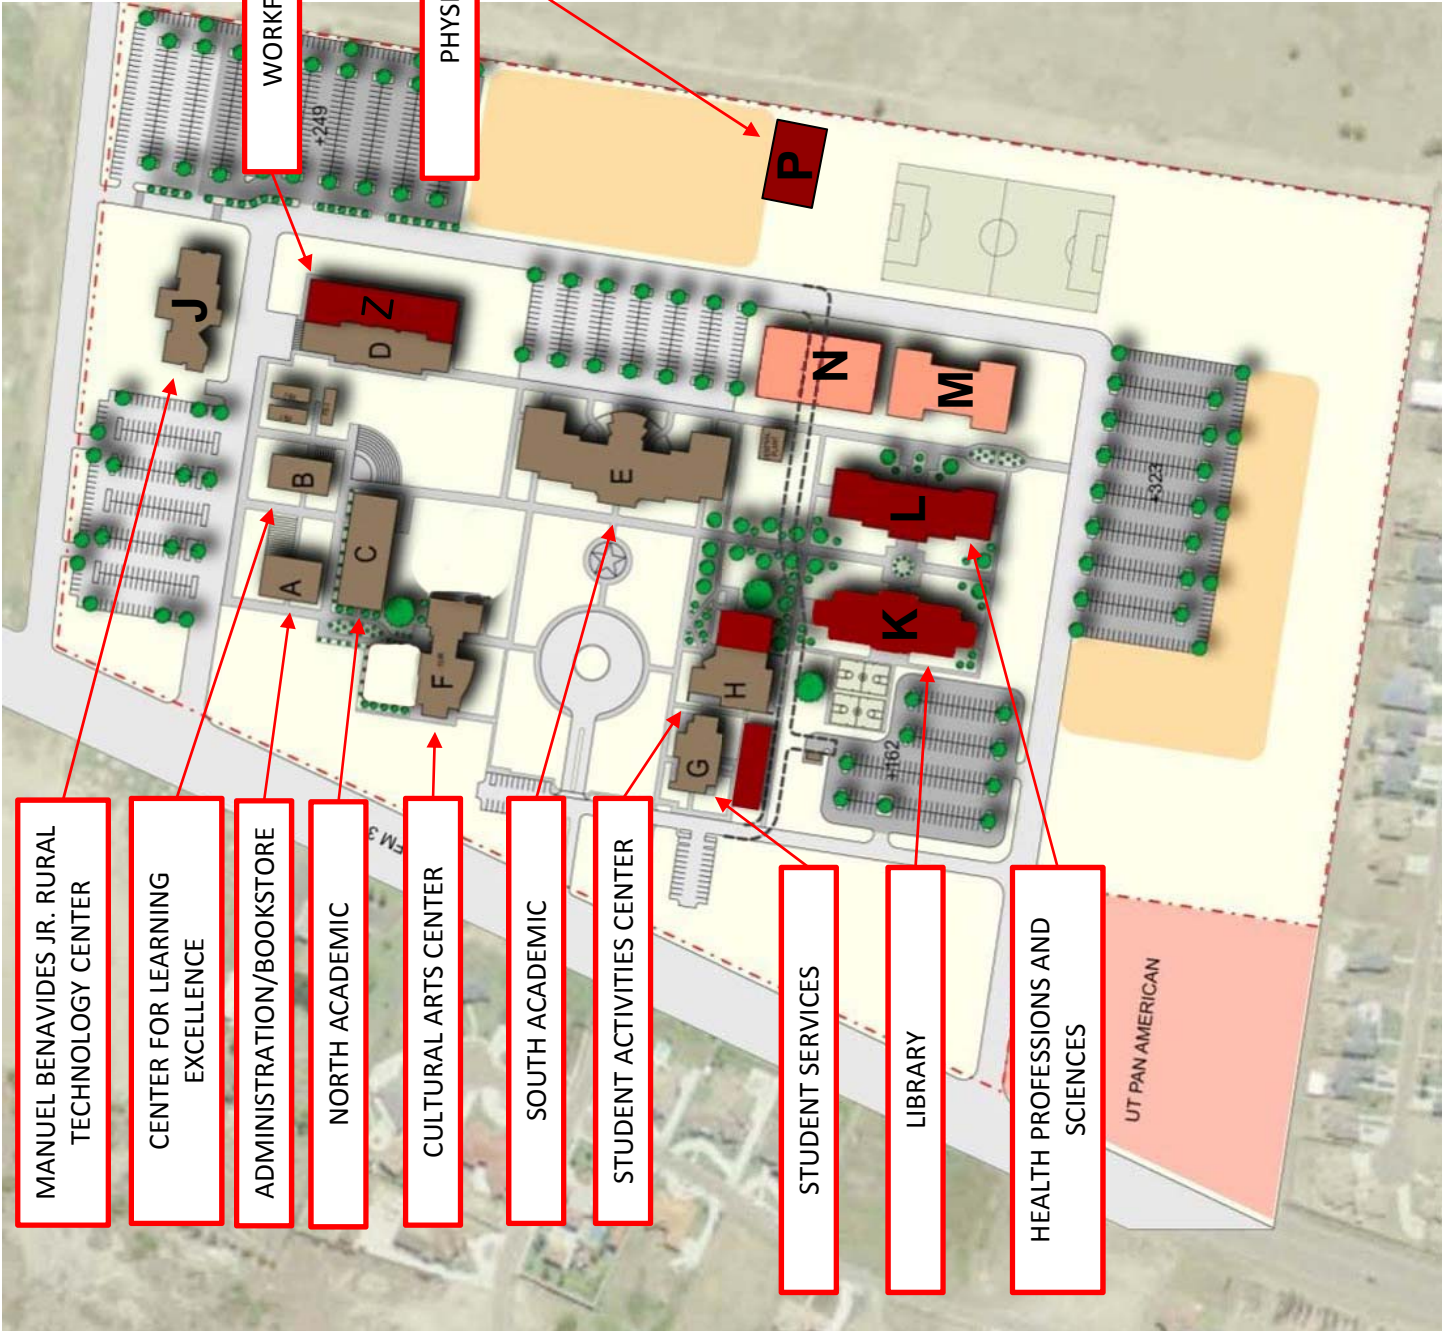 WORKF
PHYSI
+249
J
P
Z
D
B
A
C
E
N
M
F
L
K
H
G
+323
+162
FM 3
MANUEL BENAVIDES JR. RURAL
TECHNOLOGY CENTER
CENTER FOR LEARNING
EXCELLENCE
ADMINISTRATION/BOOKSTORE
NORTH ACADEMIC
CULTURAL ARTS CENTER
SOUTH ACADEMIC
STUDENT ACTIVITIES CENTER
STUDENT SERVICES
LIBRARY
HEALTH PROFESSIONS AND
SCIENCES
UT PAN AMERICAN